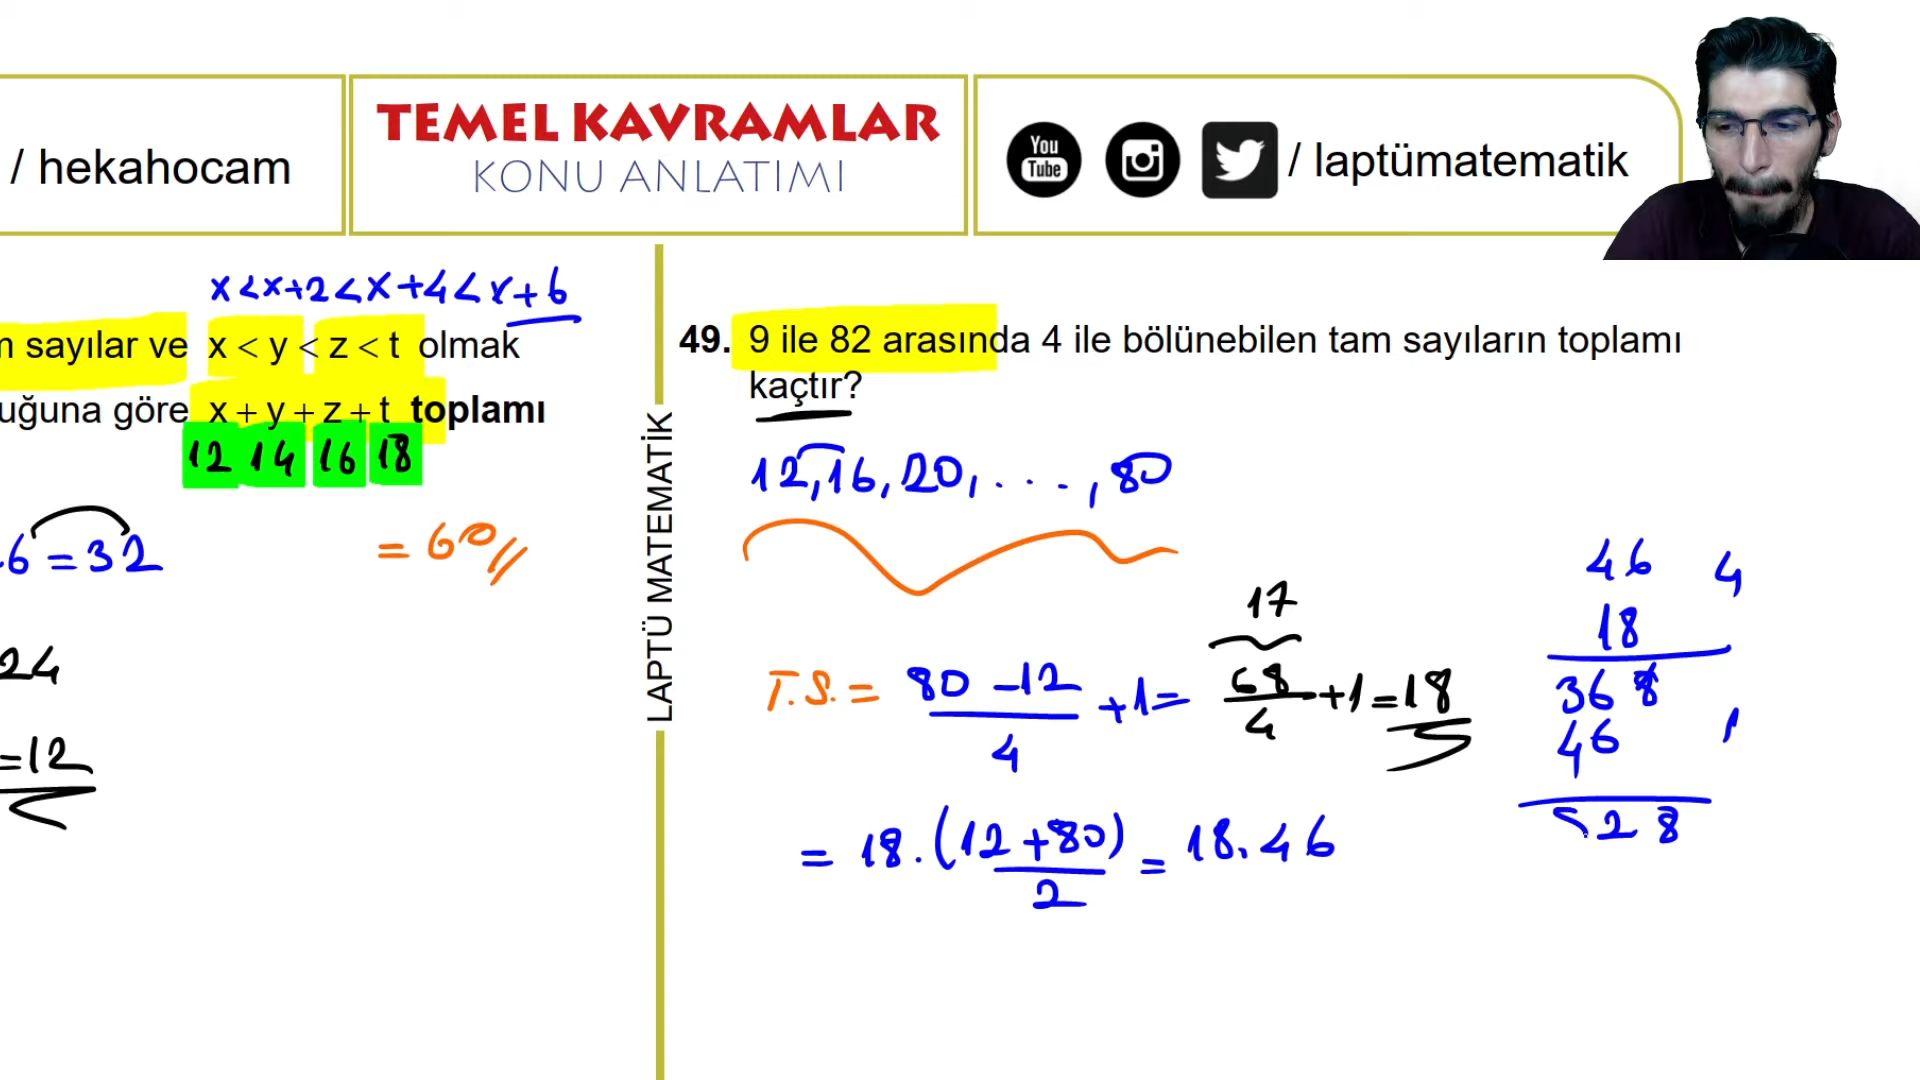 / hekahocam
TEMEL KAVRAMLAR
KONU ANLATIMI
You
Tube
/ laptümatematik
x<x+2<x+4<x+6
sayılar ve x < y < z < t olmak
uğuna göre x + y + z + t toplamı
12 14 16 18
6 = 32
= 60
24
=12
LAPTÜ MATEMATİK
49. 9 ile 82 arasında 4 ile bölünebilen tam sayıların toplamı
kaçtır?
12, 16, 20, . . . , 80
T.S. = 80 - 12
4
+1 =
17
68
4
+1 = 18
= 18. (12 + 80)
2
= 18. 46
46 4
18
368
46
528